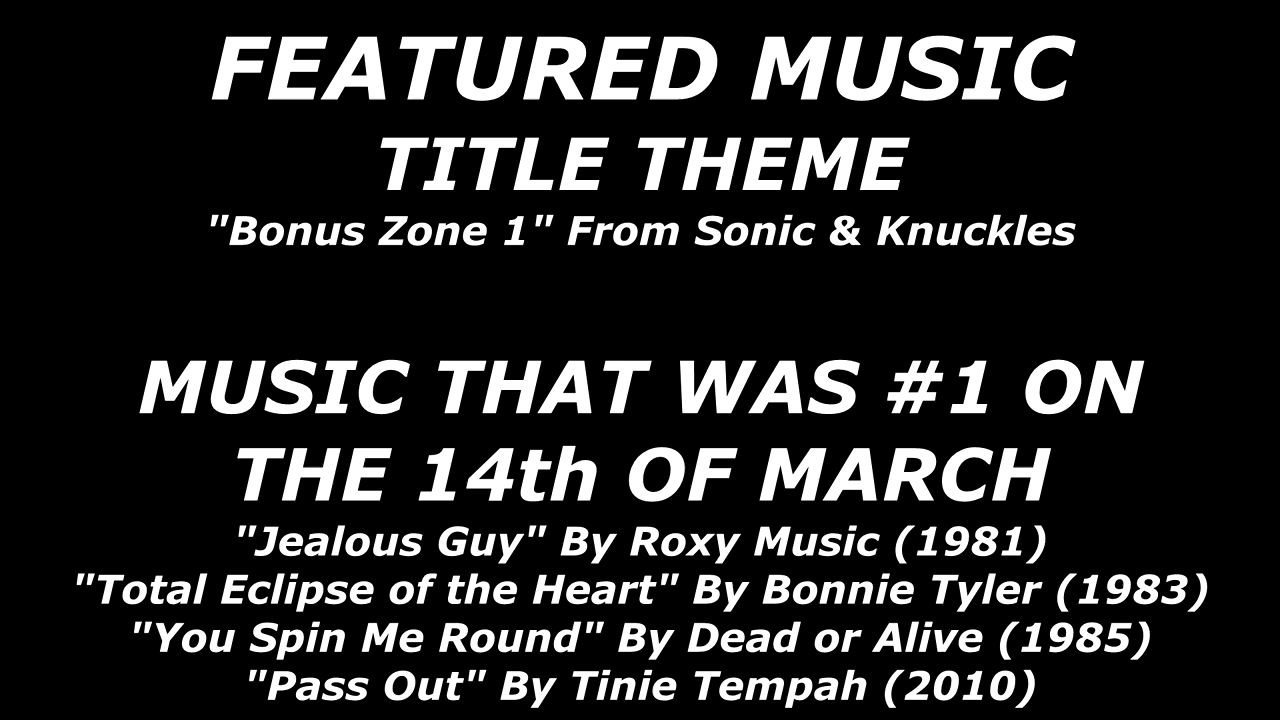 FEATURED MUSIC
TITLE THEME
"Bonus Zone 1" From Sonic & Knuckles
MUSIC THAT WAS #1 ON
THE 14th OF MARCH
"Jealous Guy" By Roxy Music (1981)
"Total Eclipse of the Heart" By Bonnie Tyler (1983)
"You Spin Me Round" By Dead or Alive (1985)
"Pass Out" By Tinie Tempah (2010)